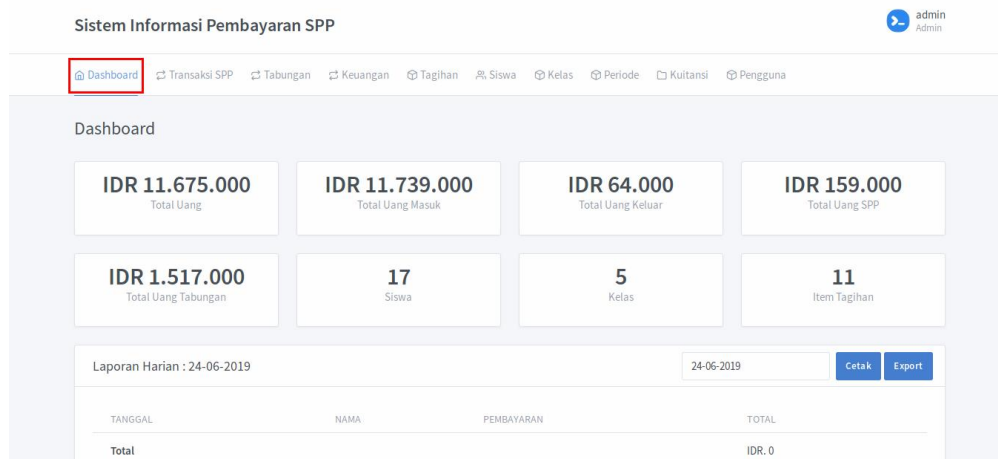 Sistem Informasi Pembayaran SPP
admin
Admin
Dashboard Transaksi SPP Tabungan Keuangan Tagihan Siswa Kelas Periode Kuitansi Pengguna
Dashboard
IDR 11.675.000 IDR 11.739.000 IDR 64.000 IDR 159.000
Total Uang Total Uang Masuk Total Uang Keluar Total Uang SPP
IDR 1.517.000 17 5 11
Total Uang Tabungan Siswa Kelas Item Tagihan
Laporan Harian : 24-06-2019 24-06-2019 Cetak Export
TANGGAL NAMA PEMBAYARAN TOTAL
Total IDR. 0